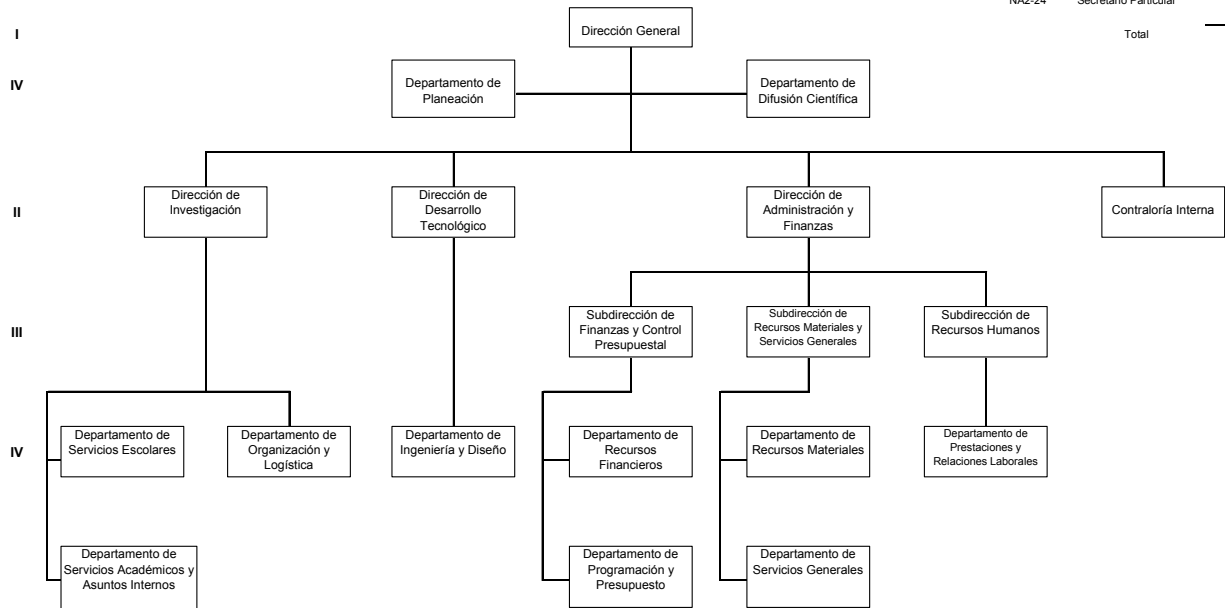 NA2-24 Secretario Particular
I
Dirección General
Total
IV
Departamento de
Planeación
Departamento de
Difusión Científica
II
Dirección de
Investigación
Dirección de
Desarrollo
Tecnológico
Dirección de
Administración y
Finanzas
Contraloría Interna
III
Subdirección de
Finanzas y Control
Presupuestal
Subdirección de
Recursos Materiales y
Servicios Generales
Subdirección de
Recursos Humanos
IV
Departamento de
Servicios Escolares
Departamento de
Organización y
Logística
Departamento de
Ingeniería y Diseño
Departamento de
Recursos
Financieros
Departamento de
Recursos Materiales
Departamento de
Prestaciones y
Relaciones Laborales
Departamento de
Servicios Académicos y
Asuntos Internos
Departamento de
Programación y
Presupuesto
Departamento de
Servicios Generales